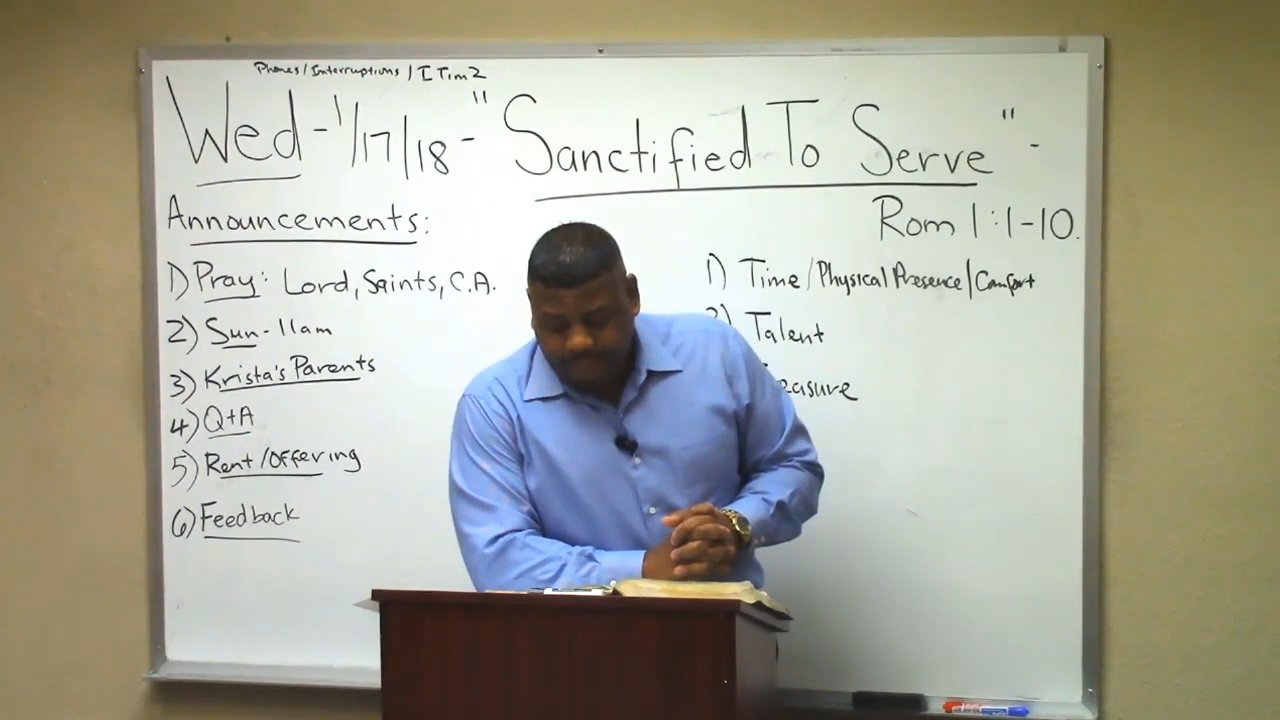 Phones/Interruptions/I Tim 2
Wed - 1/17/18 - "Sanctified To Serve" -
Rom 1:1-10.
Announcements:
1) Pray: Lord, Saints, C.A.
2) Sun-11am
3) Krista's Parents
4) Q+A
5) Rent/Offering
6) Feedback
1) Time/Physical Presence/Comfort
2) Talent
easure